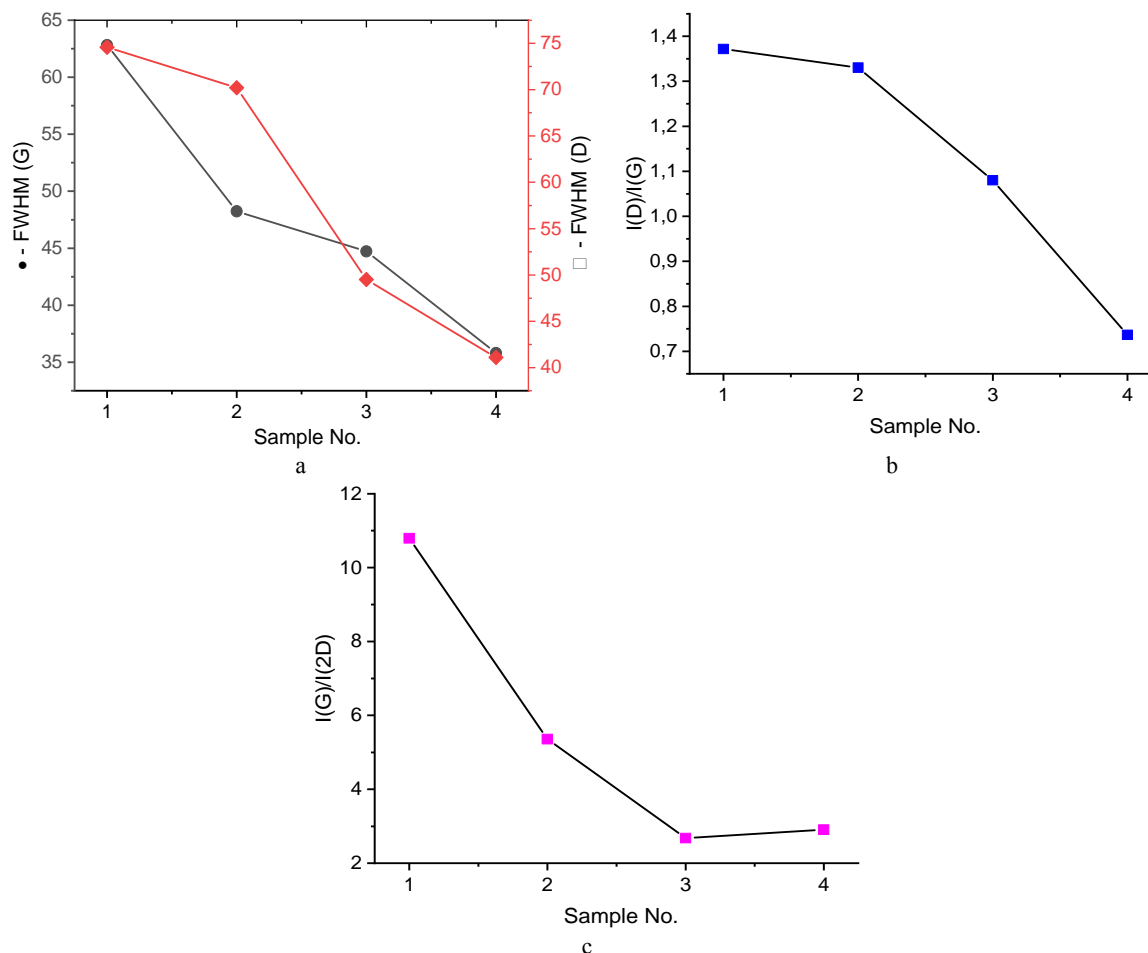 65
60
55
50
45
40
35
● - FWHM (G)
75
70
65
60
55
50
45
40
□ - FWHM (D)
1 2 3 4
Sample No.
a
1,4
1,3
1,2
1,1
1,0
0,9
0,8
0,7
I(D)/I(G)
1 2 3 4
Sample No.
b
12
10
8
6
4
2
I(G)/I(2D)
1 2 3 4
Sample No.
c